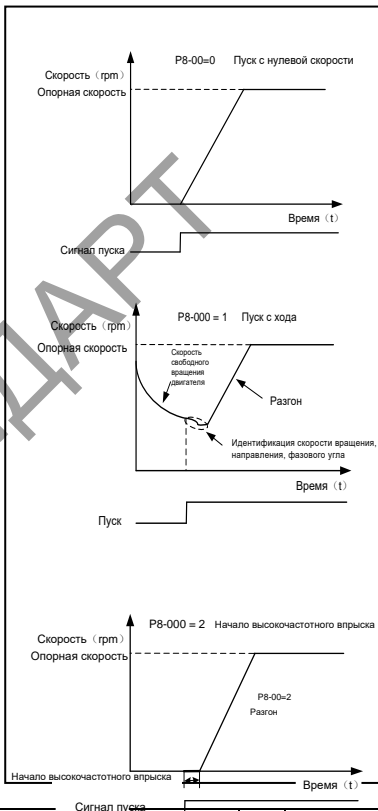 P8-00=0 Пуск с нулевой скорости
Скорость（rpm）
Опорная скорость
Время（t）
Сигнал пуска
ДАРТ
P8-000 = 1 Пуск с хода
Скорость（rpm）
Опорная скорость
Скорость
свободного
вращения
двигателя
Разгон
Идентификация скорости вращения,
направления, фазового угла
Время（t）
Пуск
P8-000 = 2 Начало высокочастотного впрыска
Скорость（rpm）
Опорная скорость
P8-00=2
Разгон
Начало высокочастотного впрыска
Время（t）
Сигнал пуска